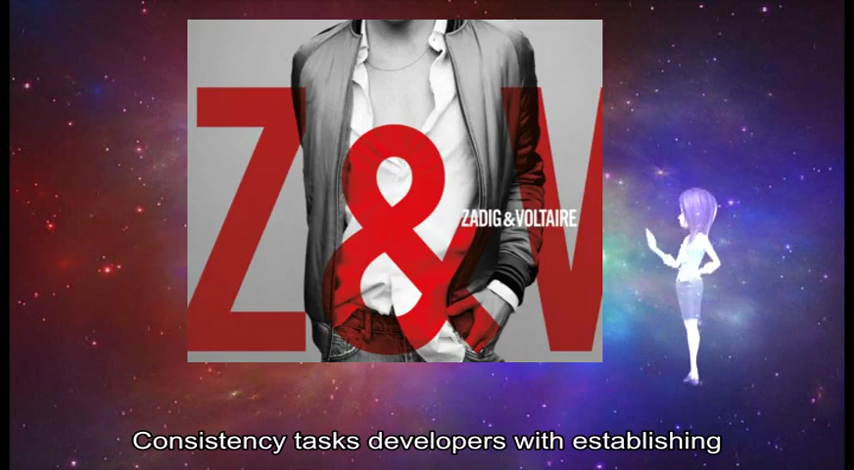 Z&V
ZADIG&VOLTAIRE
Consistency tasks developers with establishing